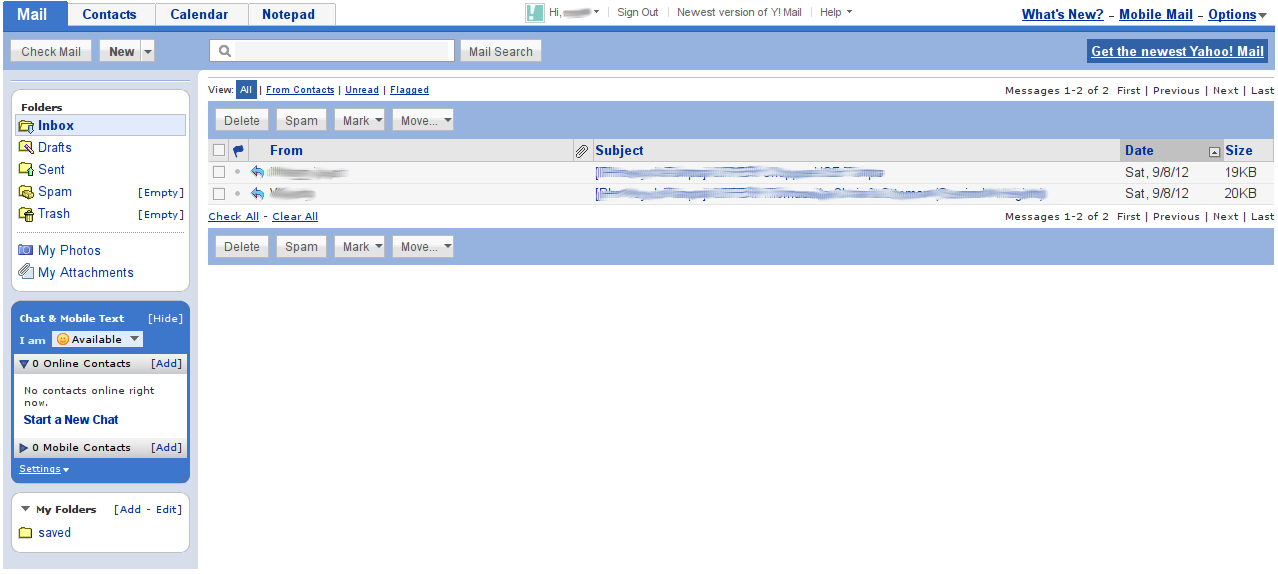 Mail Contacts Calendar Notepad Hi, Sign Out Newest version of Y! Mail Help What's New? - Mobile Mail - Options
Check Mail New Mail Search Get the newest Yahoo! Mail
View: All | From Contacts | Unread | Flagged Messages 1-2 of 2 First | Previous | Next | Last
Delete Spam Mark Move...
From Subject Date Size
Sat, 9/8/12 19KB
Sat, 9/8/12 20KB
Check All - Clear All Messages 1-2 of 2 First | Previous | Next | Last
Delete Spam Mark Move...
Folders
Inbox
Drafts
Sent
Spam [Empty]
Trash [Empty]
My Photos
My Attachments
Chat & Mobile Text [Hide]
I am Available
0 Online Contacts [Add]
No contacts online right
now.
Start a New Chat
0 Mobile Contacts [Add]
Settings
My Folders [Add - Edit]
saved